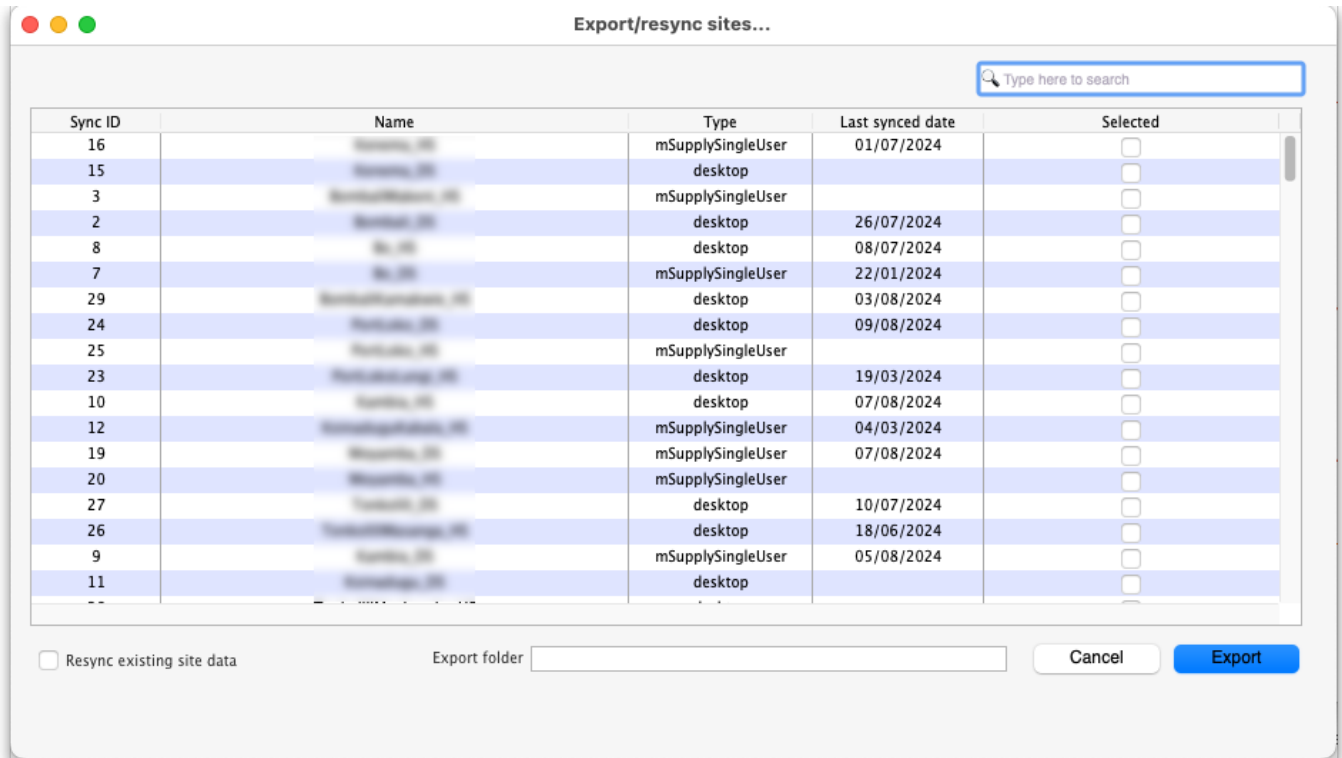 Export/resync sites...
Type here to search
Sync ID Name Type Last synced date Selected
16 mSupplySingleUser 01/07/2024
15 desktop
3 mSupplySingleUser
2 desktop 26/07/2024
8 desktop 08/07/2024
7 mSupplySingleUser 22/01/2024
29 desktop 03/08/2024
24 desktop 09/08/2024
25 mSupplySingleUser
23 desktop 19/03/2024
10 desktop 07/08/2024
12 mSupplySingleUser 04/03/2024
19 mSupplySingleUser 07/08/2024
20 mSupplySingleUser
27 desktop 10/07/2024
26 desktop 18/06/2024
9 mSupplySingleUser 05/08/2024
11 desktop
Resync existing site data Export folder Cancel Export